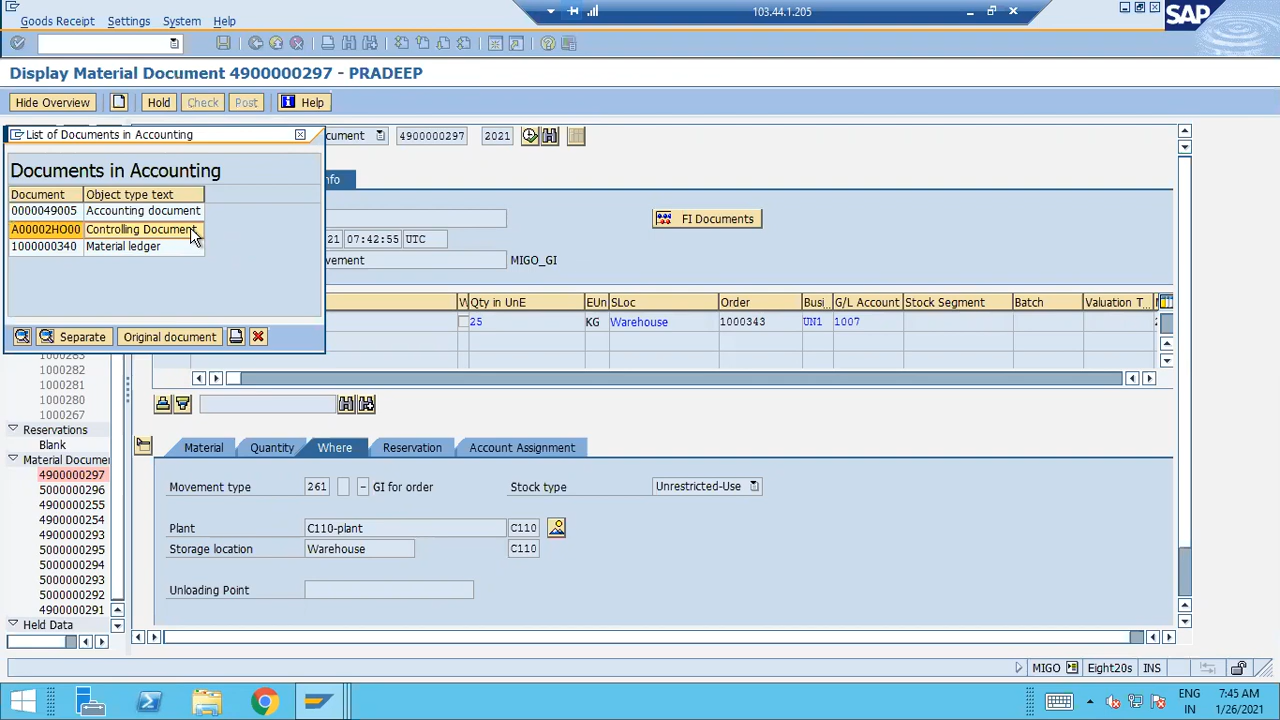 Goods Receipt Settings System Help
103.44.1.205
SAP
Display Material Document 4900000297 - PRADEEP
Hide Overview Hold Check Post Help
List of Documents in Accounting
ocument 4900000297 2021
Documents in Accounting
Document Object type text
nfo
0000049005 Accounting document
A00002HO00 Controlling Document
1000000340 Material ledger
FI Documents
21 07:42:55 UTC
vement MIGO_GI
W Qty in UnE EUn SLoc Order Busi... G/L Account Stock Segment Batch Valuation T...
25 KG Warehouse 1000343 UN1 1007
Separate Original document
1000283
1000282
1000281
1000280
1000267
Reservations
Blank
Material Documen
4900000297
5000000296
4900000255
4900000254
4900000293
5000000295
5000000294
5000000293
5000000292
4900000291
Held Data
Material Quantity Where Reservation Account Assignment
Movement type 261 - GI for order Stock type Unrestricted-Use
Plant C110-plant C110
Storage location Warehouse C110
Unloading Point
MIGO Eight20s INS
ENG
IN
7:45 AM
1/26/2021